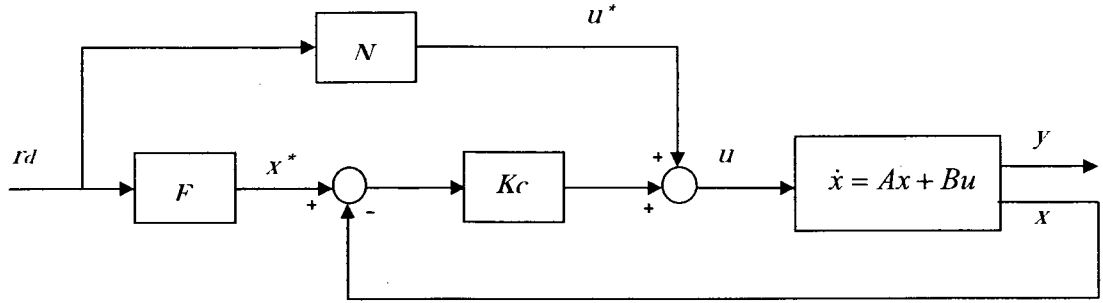 u*
N
rd
F
x*
+
-
Kc
+
+
u
ẋ = Ax + Bu
y
x